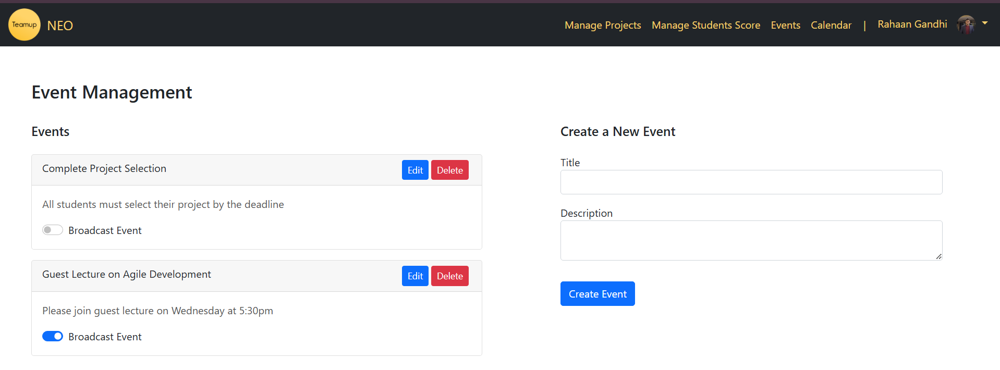 Teamup NEO Manage Projects Manage Students Score Events Calendar | Rahaan Gandhi
Event Management
Events
Complete Project Selection Edit Delete
All students must select their project by the deadline
Broadcast Event
Guest Lecture on Agile Development Edit Delete
Please join guest lecture on Wednesday at 5:30pm
Broadcast Event
Create a New Event
Title
Description
Create Event